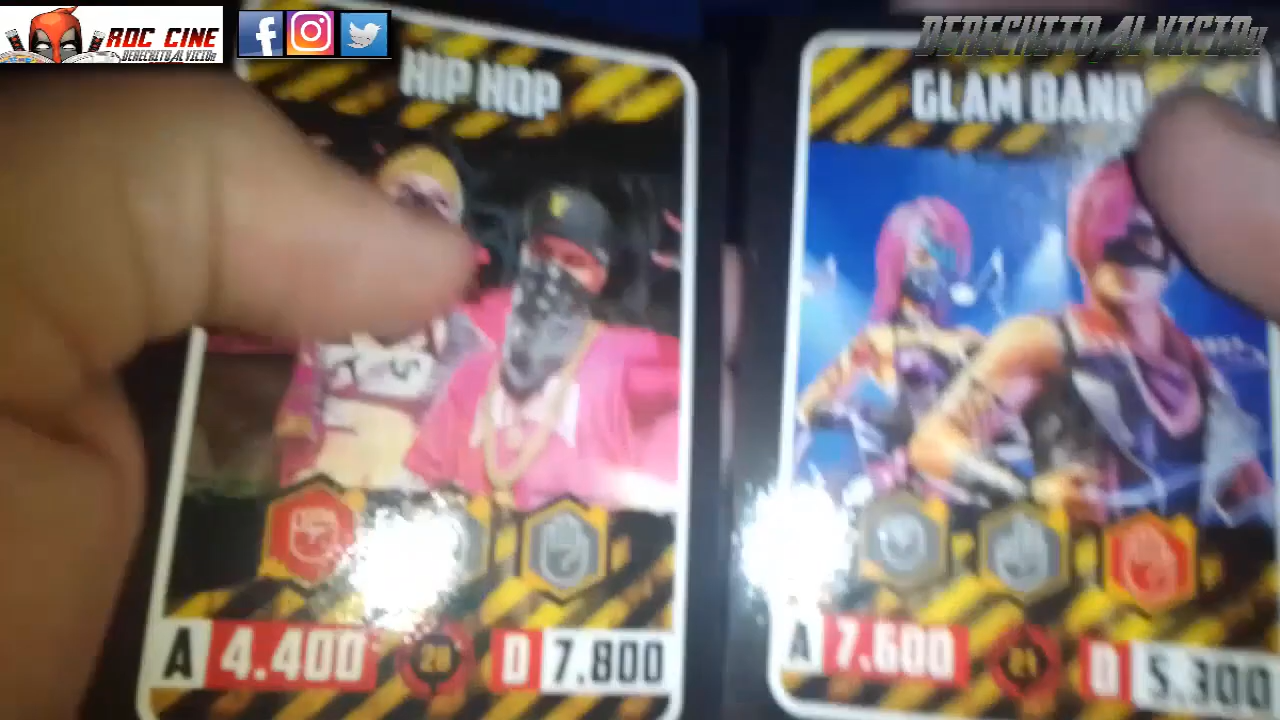 ROC CINE
DERECHITO AL VICIO!!
DERECHITO AL VICIO!!
HIP HOP
GLAM BAND
A 4.400 D 7.800
A 7.600 21 D 5.300